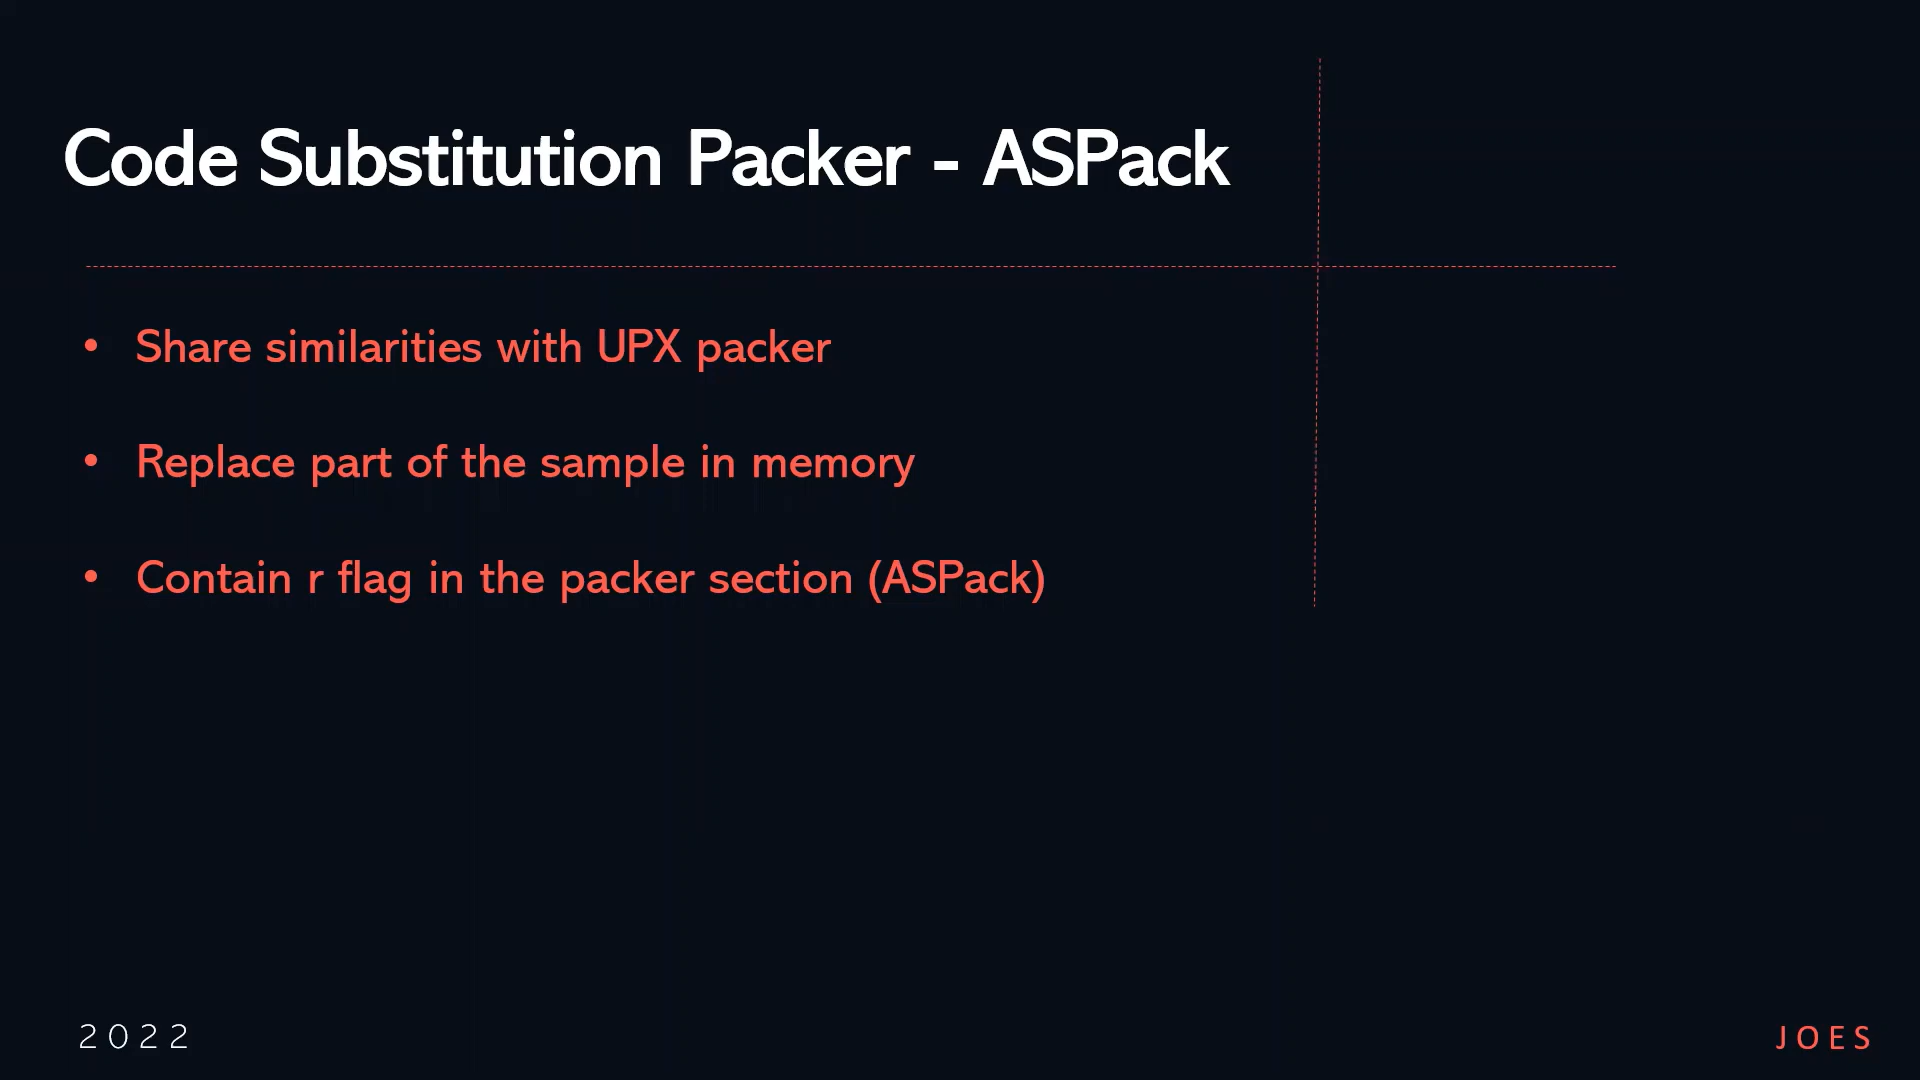 Code Substitution Packer - ASPack
• Share similarities with UPX packer
• Replace part of the sample in memory
• Contain r flag in the packer section (ASPack)
2022
JOES